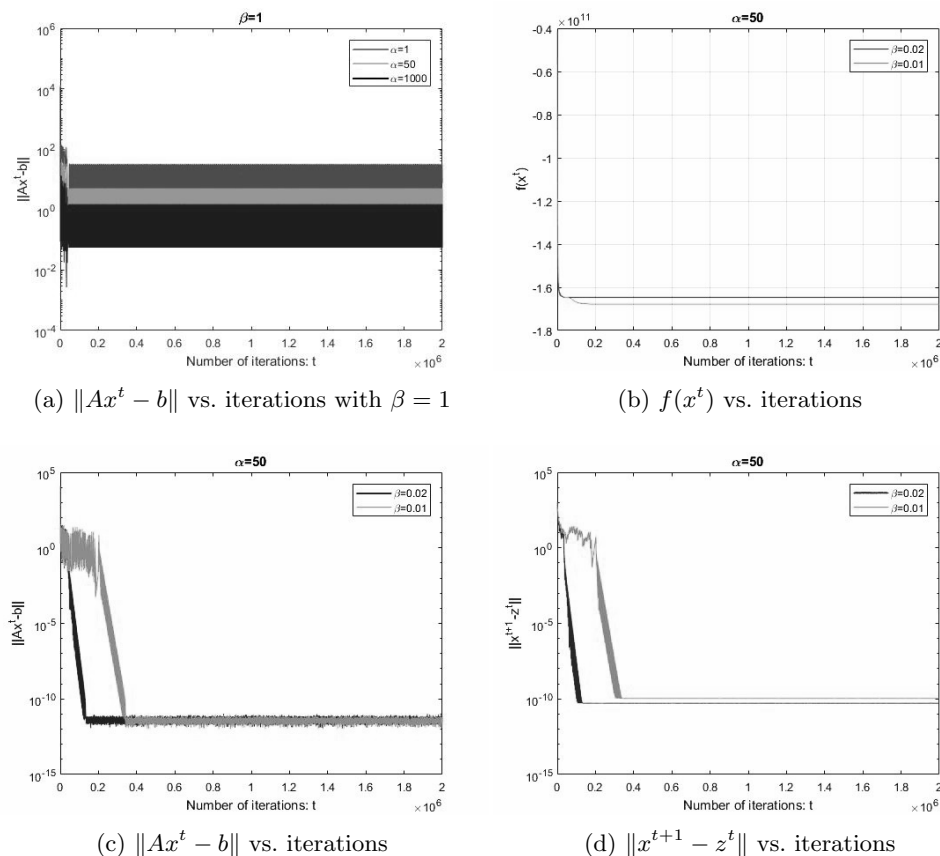 β=1
10^6
10^4
10^2
10^0
10^-2
10^-4
||Ax^t-b||
α=1
α=50
α=1000
0 0.2 0.4 0.6 0.8 1 1.2 1.4 1.6 1.8 2
Number of iterations: t
×10^6
(a) ‖Ax^t − b‖ vs. iterations with β = 1
α=50
×10^11
-0.4
-0.6
-0.8
-1
-1.2
-1.4
-1.6
-1.8
f(x^t)
β=0.02
β=0.01
0 0.2 0.4 0.6 0.8 1 1.2 1.4 1.6 1.8 2
Number of iterations: t
×10^6
(b) f(x^t) vs. iterations
α=50
10^5
10^0
10^-5
10^-10
10^-15
||Ax^t-b||
β=0.02
β=0.01
0 0.2 0.4 0.6 0.8 1 1.2 1.4 1.6 1.8 2
Number of iterations: t
×10^6
(c) ‖Ax^t − b‖ vs. iterations
α=50
10^5
10^0
10^-5
10^-10
10^-15
||x^t+1-z^t||
β=0.02
β=0.01
0 0.2 0.4 0.6 0.8 1 1.2 1.4 1.6 1.8 2
Number of iterations: t
×10^6
(d) ‖x^t+1 − z^t‖ vs. iterations